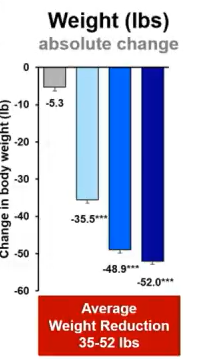 Weight (lbs)
absolute change
Change in body weight (lb)
0
-10
-20
-30
-40
-50
-60
-5.3
-35.5***
-48.9***
-52.0***
Average
Weight Reduction
35-52 lbs